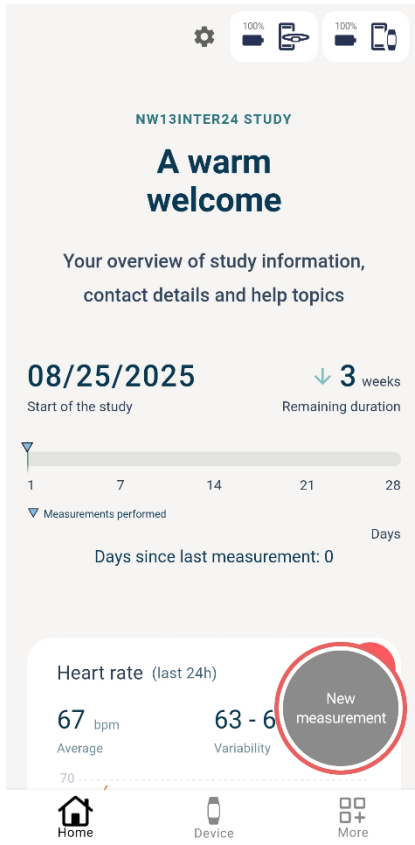 100%
100%
NW13INTER24 STUDY
A warm
welcome
Your overview of study information,
contact details and help topics
08/25/2025
3 weeks
Start of the study
Remaining duration
1 7 14 21 28
Measurements performed
Days
Days since last measurement: 0
Heart rate (last 24h)
New
measurement
67 bpm
63 - 6
Average
Variability
70
Home
Device
More